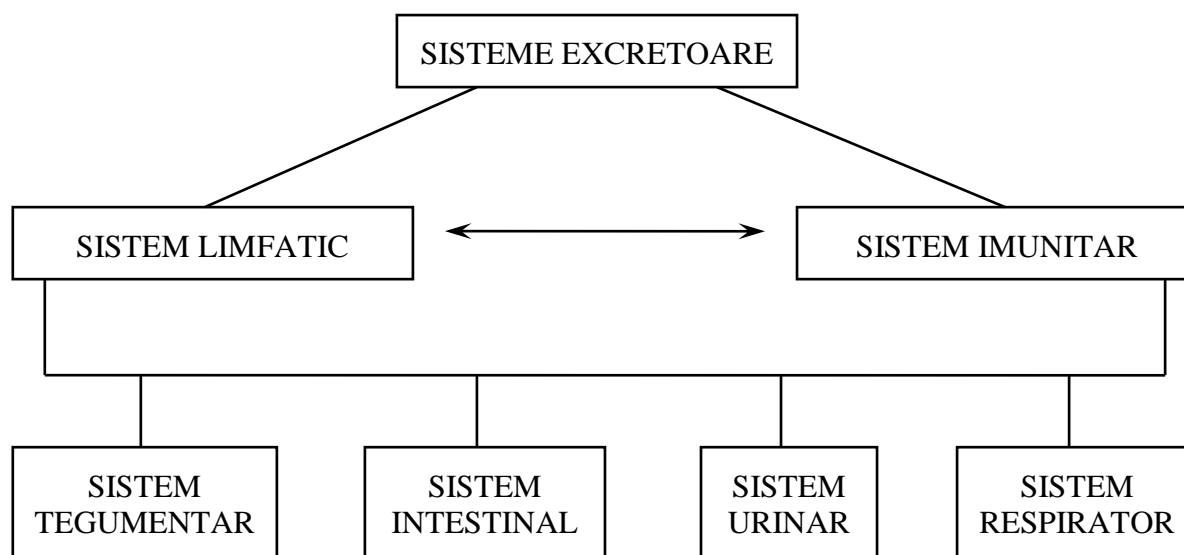 SISTEME EXCRETOARE
SISTEM LIMFATIC
SISTEM IMUNITAR
SISTEM
TEGUMENTAR
SISTEM
INTESTINAL
SISTEM
URINAR
SISTEM
RESPIRATOR